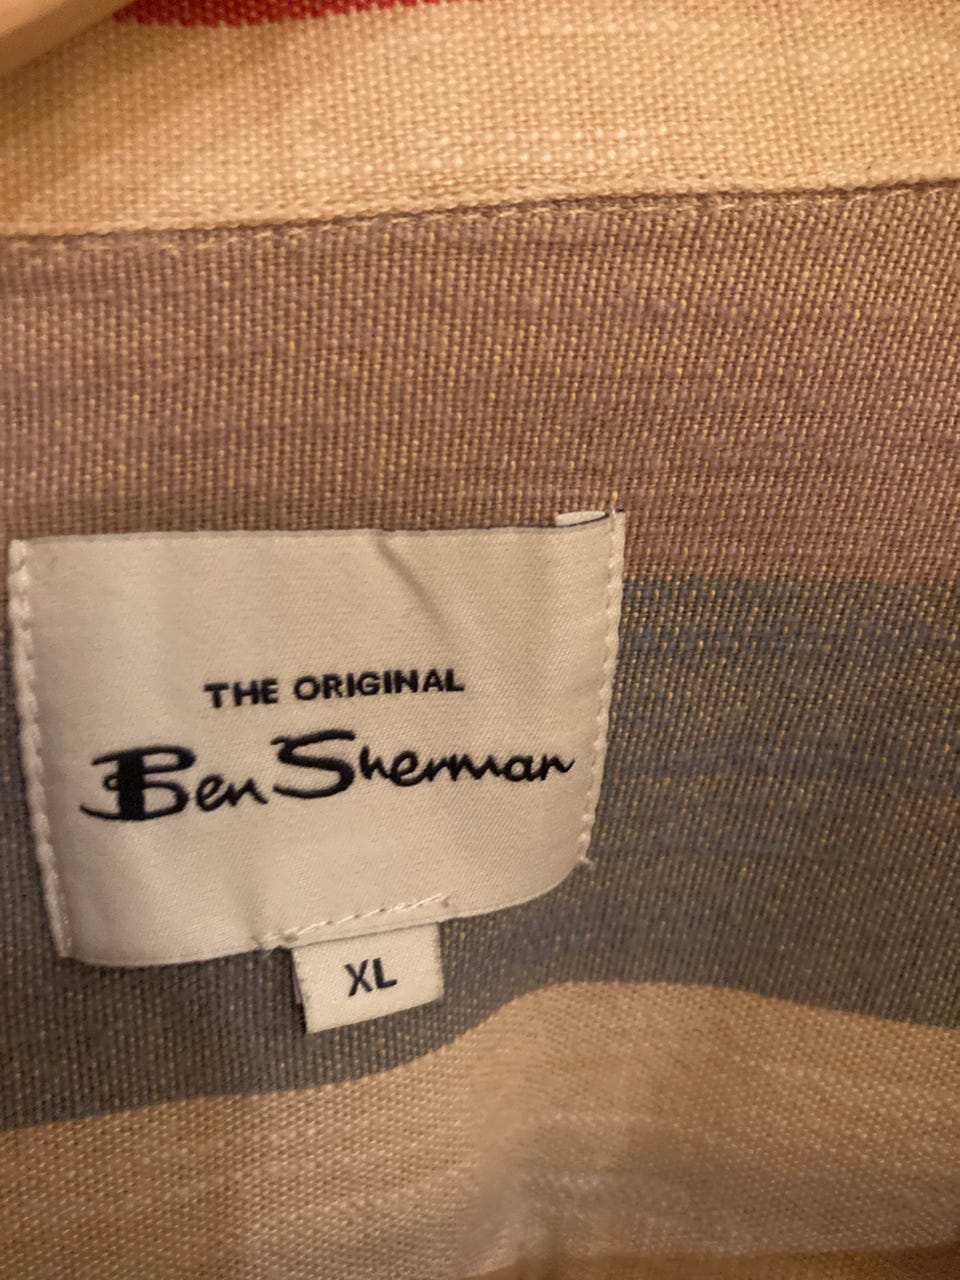 THE ORIGINAL
Ben Sherman
XL